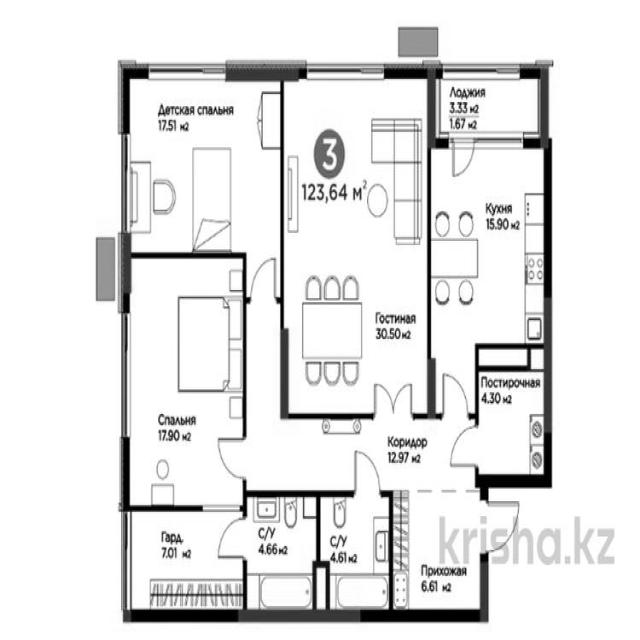 Детская спальня
17.51 м2
3
123,64 м2
Лоджия
3.33 м2
1.67 м2
Кухня
15.90 м2
Гостиная
30.50 м2
Постирочная
4.30 м2
Спальня
17.90 м2
Коридор
12.97 м2
Гард.
7.01 м2
С/У
4.66 м2
С/У
4.61 м2
Прихожая
6.61 м2
krisha.kz